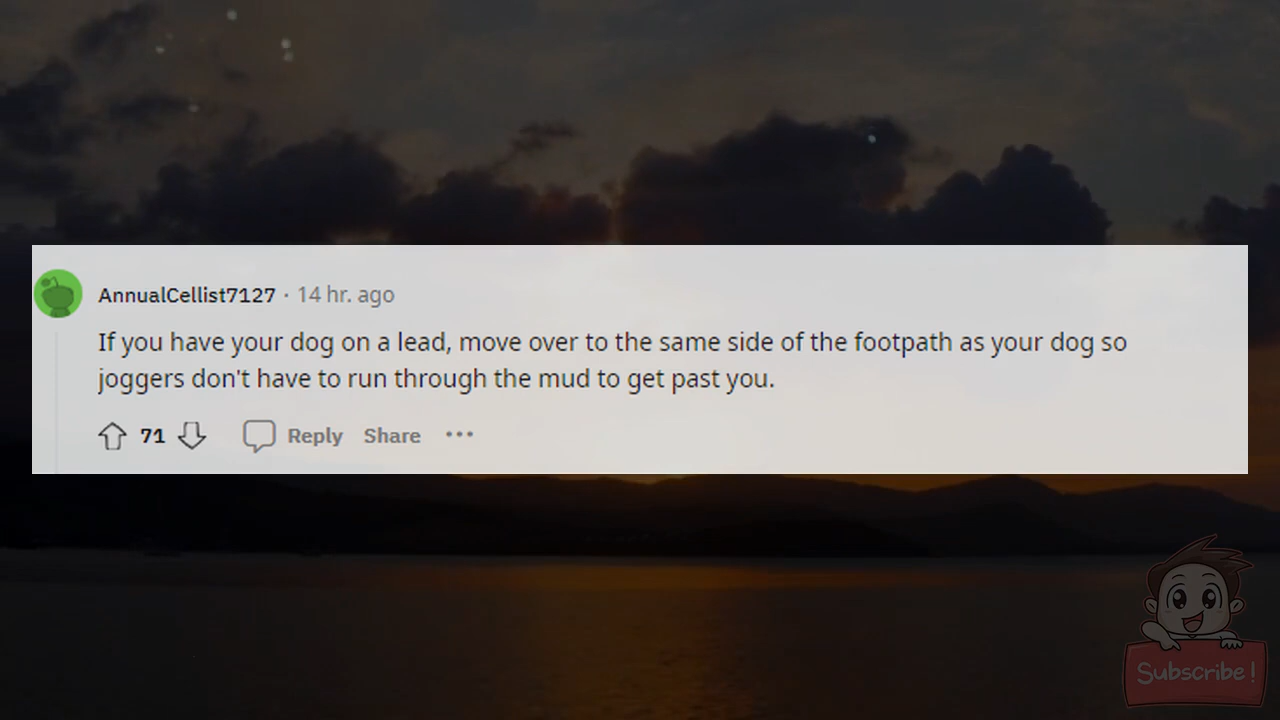 AnnualCellist7127 · 14 hr. ago
If you have your dog on a lead, move over to the same side of the footpath as your dog so
joggers don't have to run through the mud to get past you.
71 Reply Share ···
Subscribe!